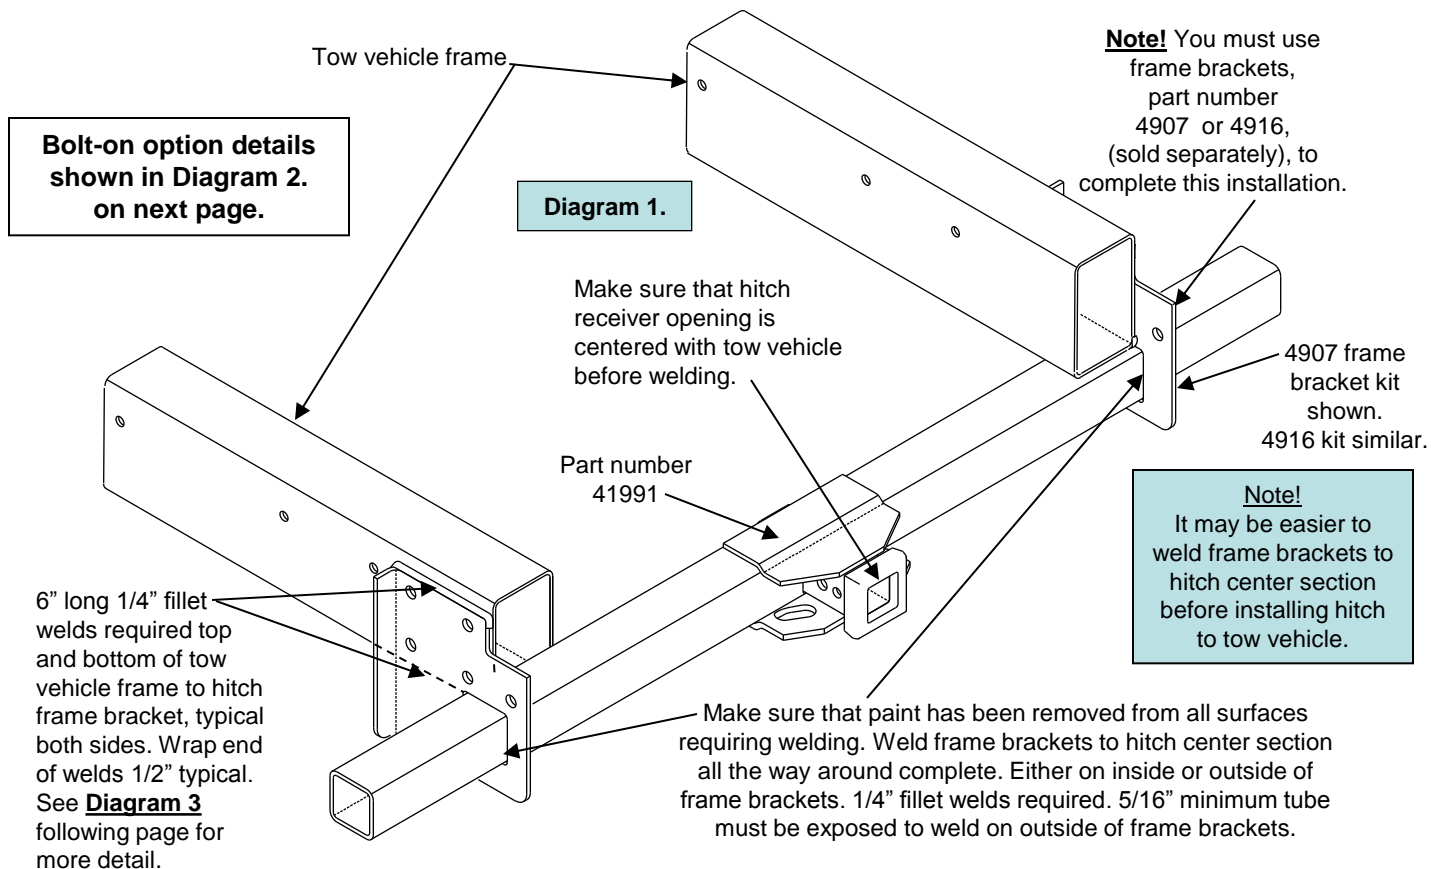 Tow vehicle frame
Note! You must use
frame brackets,
part number
4907 or 4916,
(sold separately), to
complete this installation.
Bolt-on option details
shown in Diagram 2.
on next page.
Diagram 1.
Make sure that hitch
receiver opening is
centered with tow vehicle
before welding.
4907 frame
bracket kit
shown.
4916 kit similar.
Part number
41991
Note!
It may be easier to
weld frame brackets to
hitch center section
before installing hitch
to tow vehicle.
6” long 1/4” fillet
welds required top
and bottom of tow
vehicle frame to hitch
frame bracket, typical
both sides. Wrap end
of welds 1/2” typical.
See Diagram 3
following page for
more detail.
Make sure that paint has been removed from all surfaces
requiring welding. Weld frame brackets to hitch center section
all the way around complete. Either on inside or outside of
frame brackets. 1/4” fillet welds required. 5/16” minimum tube
must be exposed to weld on outside of frame brackets.